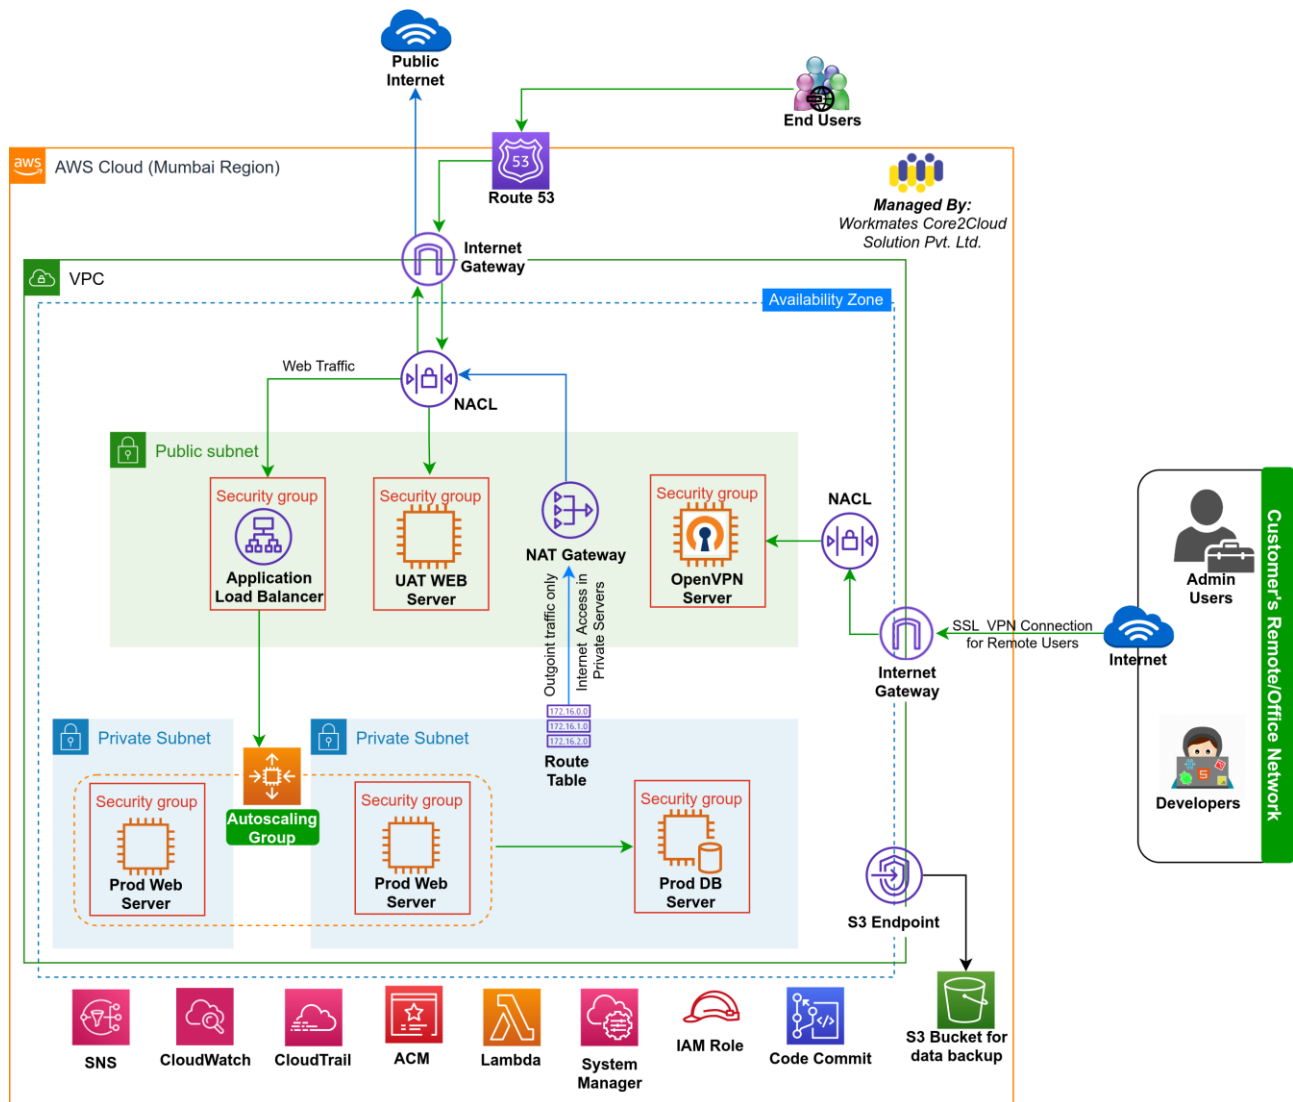 Public
Internet
End Users
aws
AWS Cloud (Mumbai Region)
53
Route 53
Managed By:
Workmates Core2Cloud
Solution Pvt. Ltd.
Internet
Gateway
VPC
Availability Zone
Web Traffic
NACL
Public subnet
Security group
Application
Load Balancer
Security group
UAT WEB
Server
NAT Gateway
Security group
OpenVPN
Server
NACL
Outgoint traffic only
Internet Access in
Private Servers
Internet
Gateway
SSL VPN Connection
for Remote Users
Internet
Admin
Users
Developers
Customer's Remote/Office Network
172.16.0.0
172.16.1.0
172.16.2.0
Route
Table
Private Subnet
Private Subnet
Autoscaling
Group
Security group
Prod Web
Server
Security group
Prod Web
Server
Security group
Prod DB
Server
S3 Endpoint
S3 Bucket for
data backup
SNS
CloudWatch
CloudTrail
ACM
Lambda
System
Manager
IAM Role
Code Commit